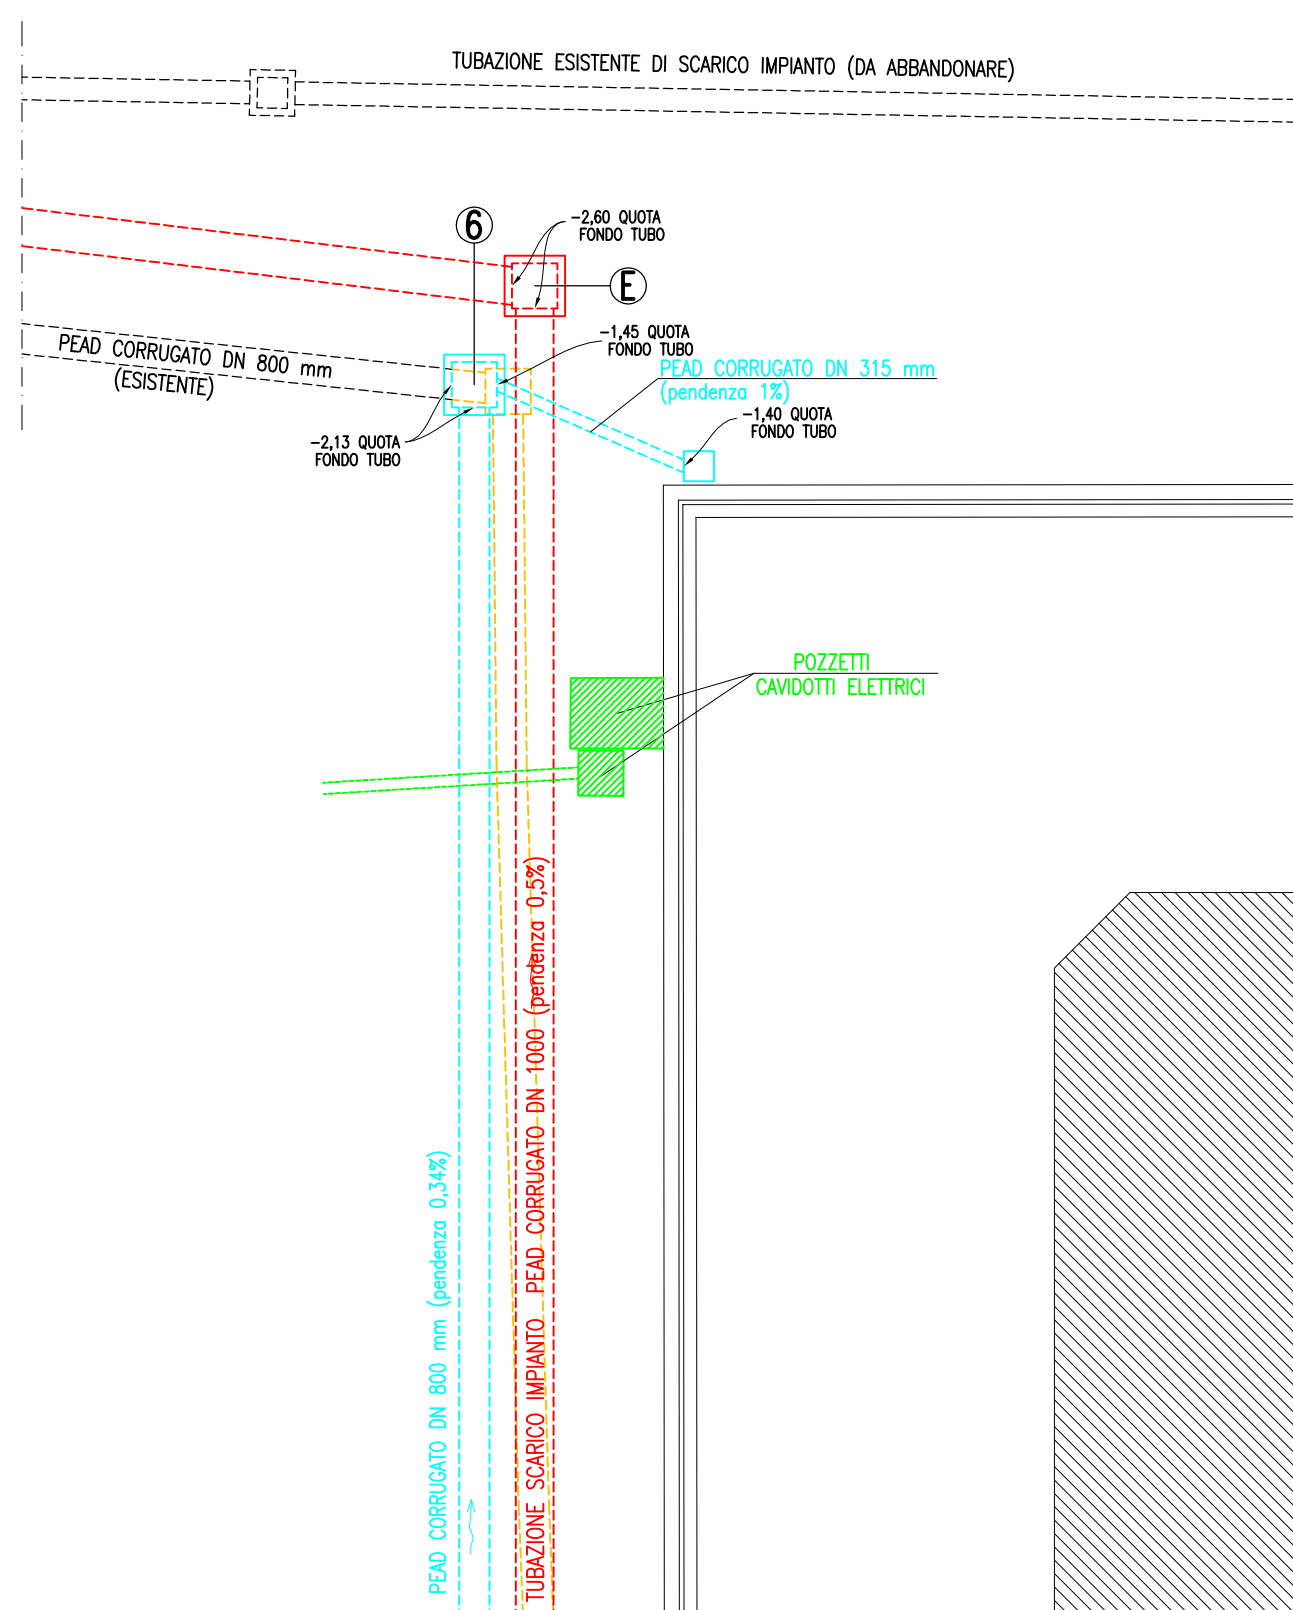 TUBAZIONE ESISTENTE DI SCARICO IMPIANTO (DA ABBANDONARE)
6
-2,60 QUOTA
FONDO TUBO
E
-1,45 QUOTA
FONDO TUBO
PEAD CORRUGATO DN 800 mm
(ESISTENTE)
PEAD CORRUGATO DN 315 mm
(pendenza 1%)
-1,40 QUOTA
FONDO TUBO
-2,13 QUOTA
FONDO TUBO
POZZETTI
CAVIDOTTI ELETTRICI
PEAD CORRUGATO DN 800 mm (pendenza 0,34%)
TUBAZIONE SCARICO IMPIANTO PEAD CORRUGATO DN 1000 (pendenza 0,5%)